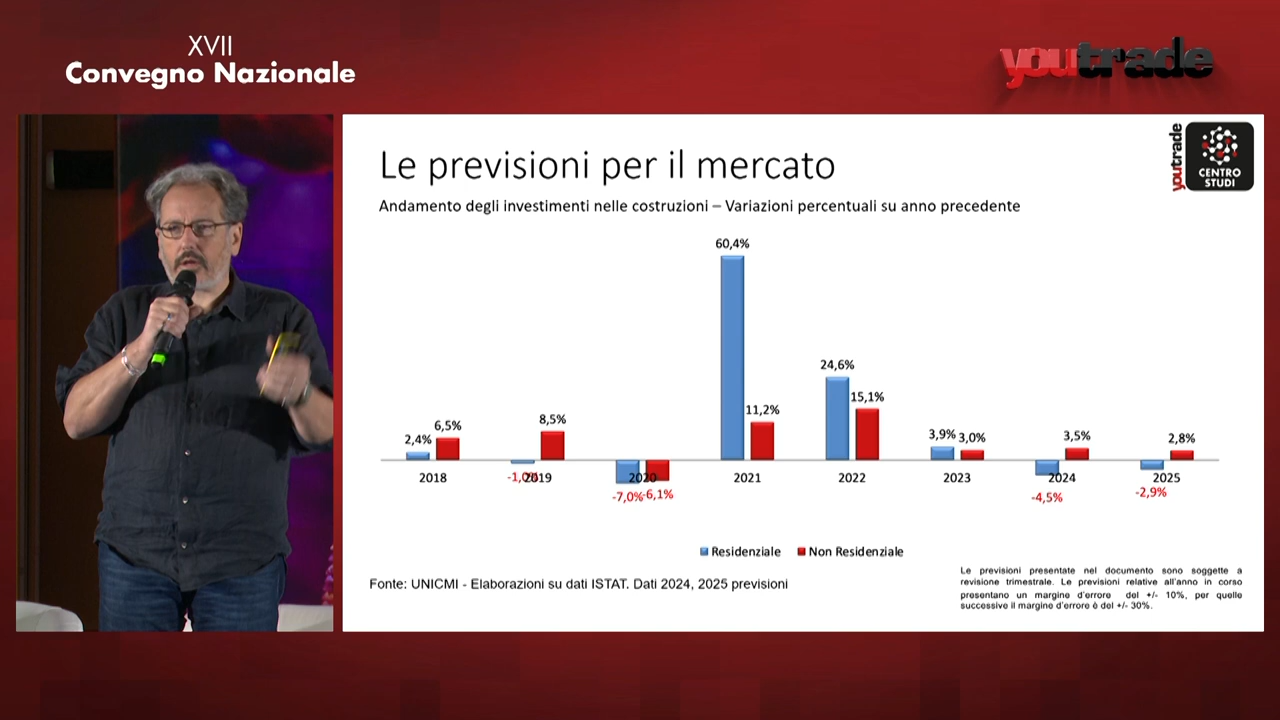 XVII
Convegno Nazionale
youtrade
youtrade
CENTRO
STUDI
Le previsioni per il mercato
Andamento degli investimenti nelle costruzioni – Variazioni percentuali su anno precedente
60,4%
24,6%
15,1%
11,2%
8,5%
6,5%
2,4%
3,9% 3,0%
3,5%
2,8%
2018 2019 2020 2021 2022 2023 2024 2025
-1,0%
-7,0% -6,1%
-4,5%
-2,9%
Residenziale Non Residenziale
Fonte: UNICMI - Elaborazioni su dati ISTAT. Dati 2024, 2025 previsioni
Le previsioni presentate nel documento sono soggette a
revisione trimestrale. Le previsioni relative all'anno in corso
presentano un margine d'errore del +/- 10%, per quelle
successive il margine d'errore è del +/- 30%.